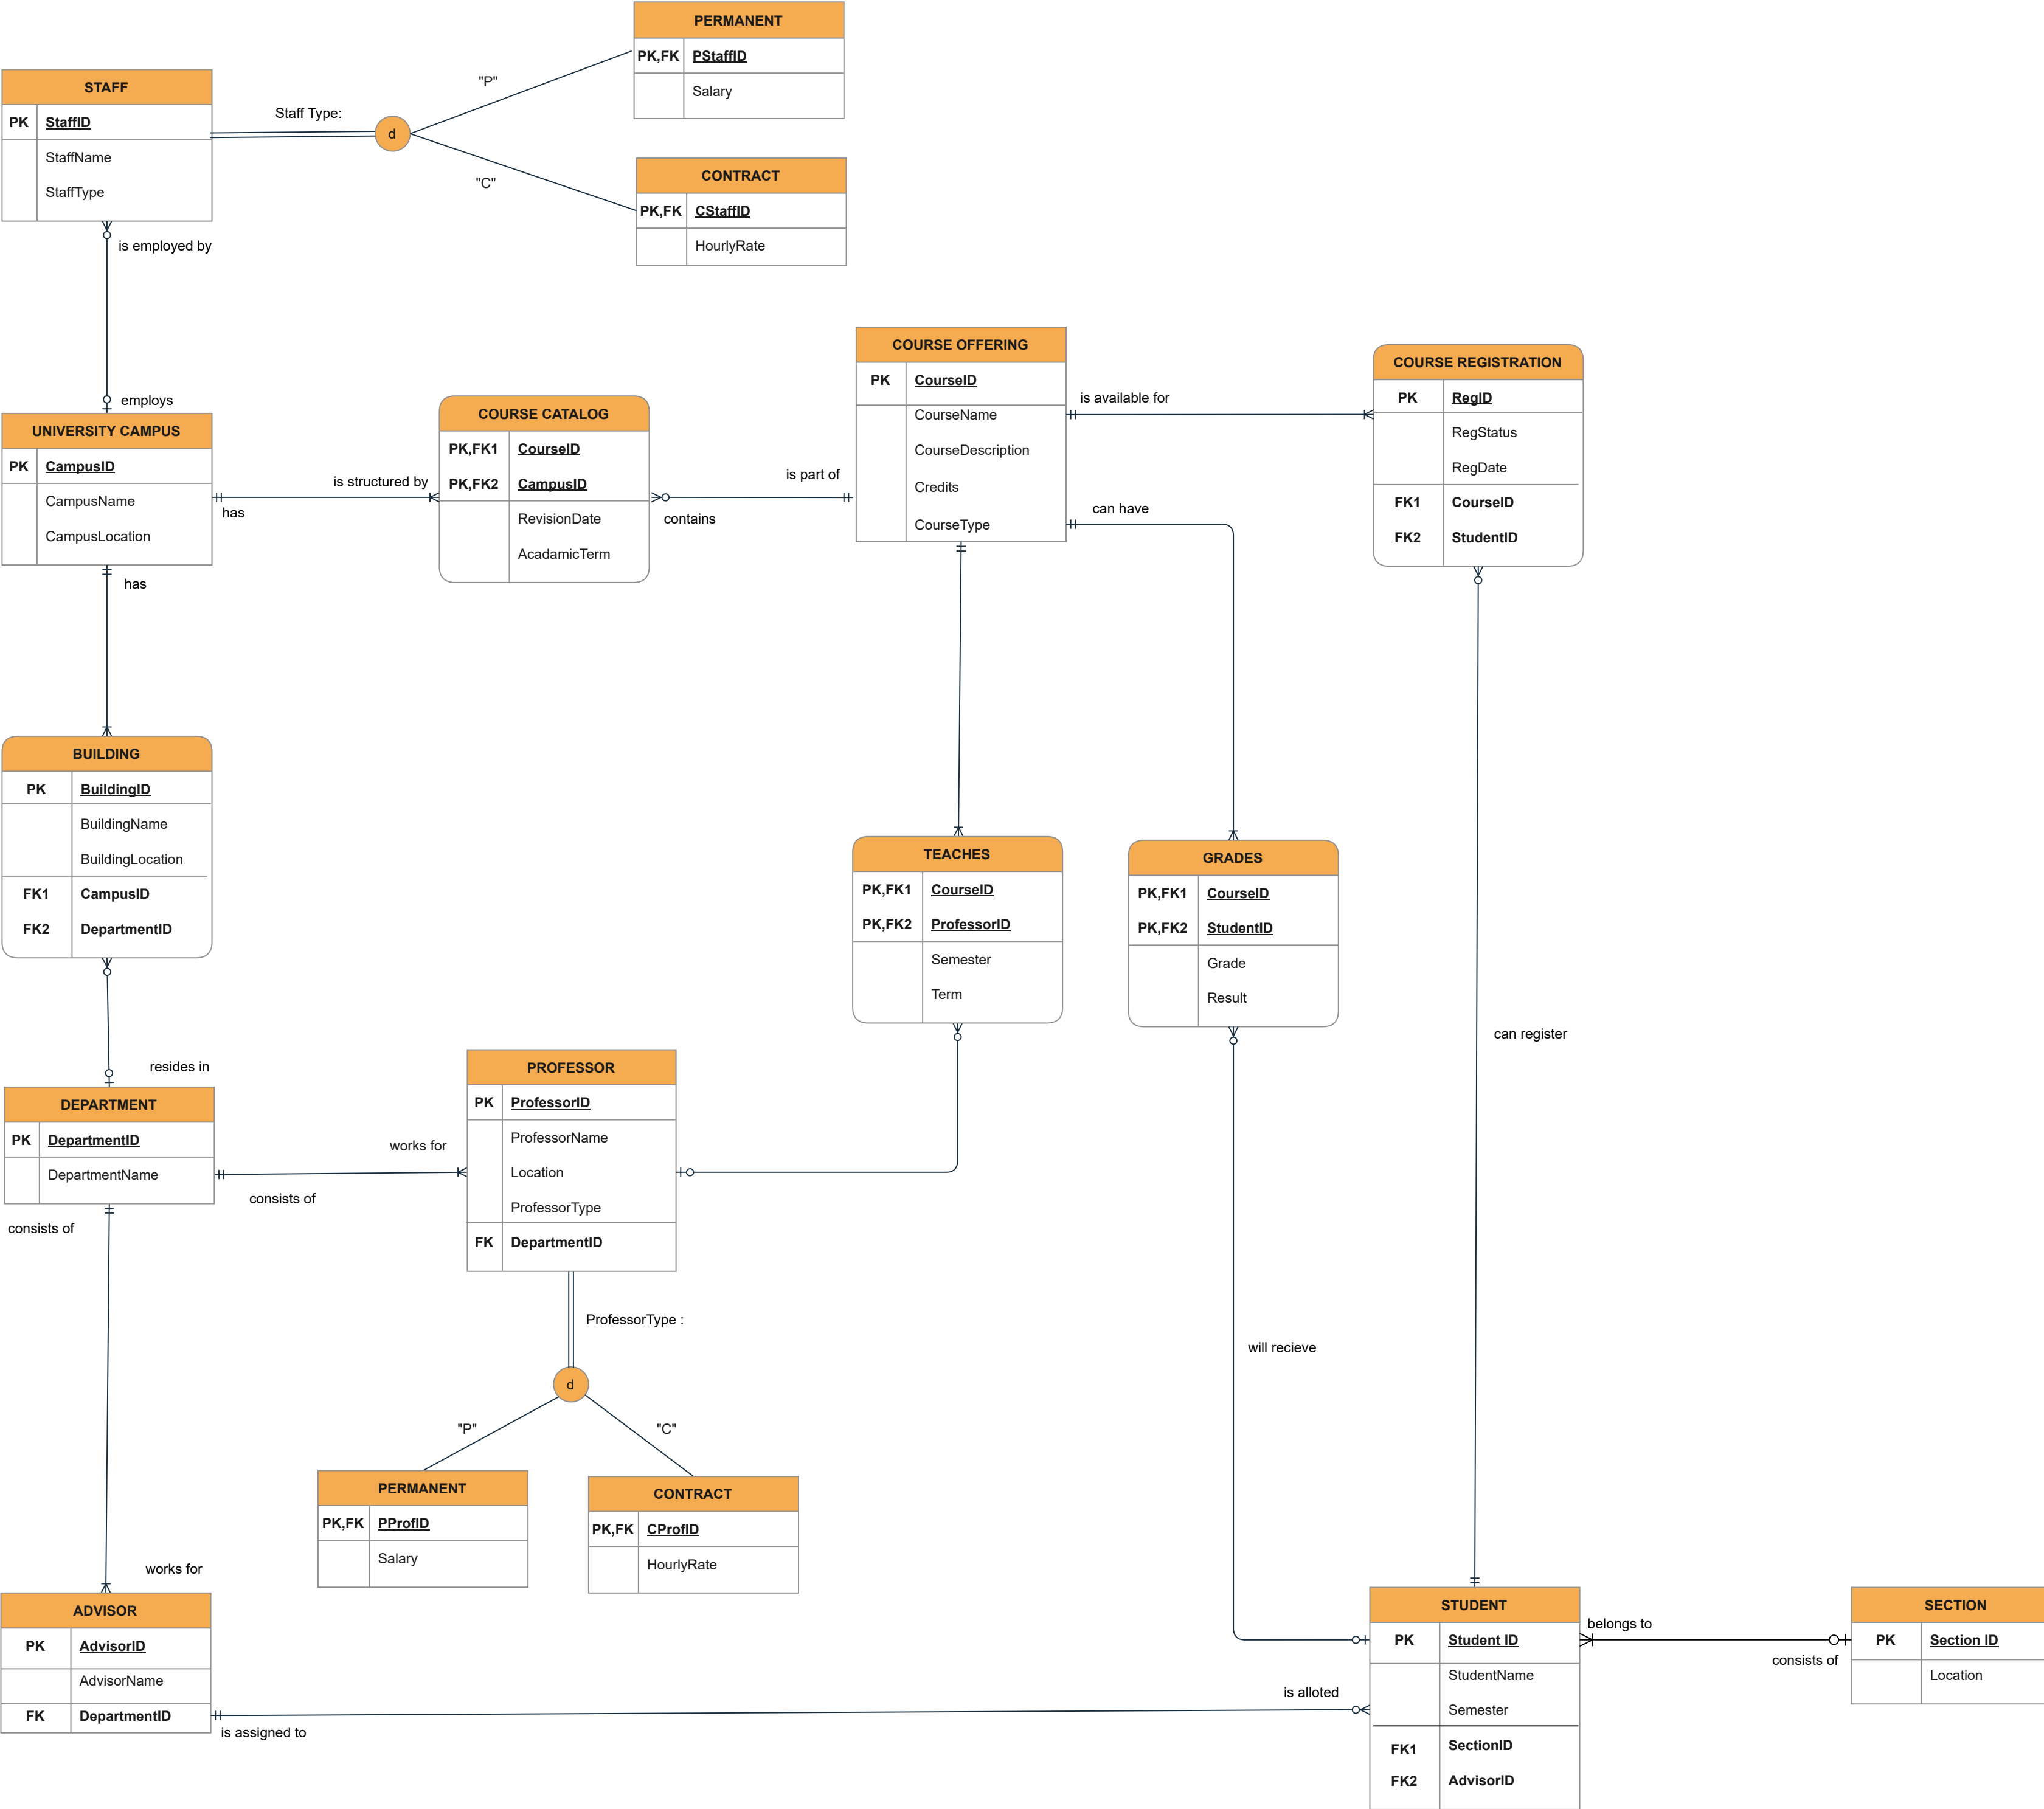 PERMANENT
PK,FK PStaffID
Salary
STAFF
PK StaffID
StaffName
StaffType
Staff Type:
d
"P"
"C"
CONTRACT
PK,FK CStaffID
HourlyRate
is employed by
employs
UNIVERSITY CAMPUS
PK CampusID
CampusName
CampusLocation
has
is structured by
has
COURSE CATALOG
PK,FK1 CourseID
PK,FK2 CampusID
RevisionDate
AcadamicTerm
contains
is part of
COURSE OFFERING
PK CourseID
CourseName
CourseDescription
Credits
CourseType
is available for
can have
COURSE REGISTRATION
PK RegID
RegStatus
RegDate
FK1 CourseID
FK2 StudentID
BUILDING
PK BuildingID
BuildingName
BuildingLocation
FK1 CampusID
FK2 DepartmentID
TEACHES
PK,FK1 CourseID
PK,FK2 ProfessorID
Semester
Term
GRADES
PK,FK1 CourseID
PK,FK2 StudentID
Grade
Result
can register
resides in
DEPARTMENT
PK DepartmentID
DepartmentName
consists of
works for
consists of
PROFESSOR
PK ProfessorID
ProfessorName
Location
ProfessorType
FK DepartmentID
ProfessorType :
d
"P"
"C"
will recieve
PERMANENT
PK,FK PProfID
Salary
CONTRACT
PK,FK CProfID
HourlyRate
works for
ADVISOR
PK AdvisorID
AdvisorName
FK DepartmentID
is assigned to
is alloted
STUDENT
PK Student ID
StudentName
Semester
FK1 SectionID
FK2 AdvisorID
belongs to
consists of
SECTION
PK Section ID
Location